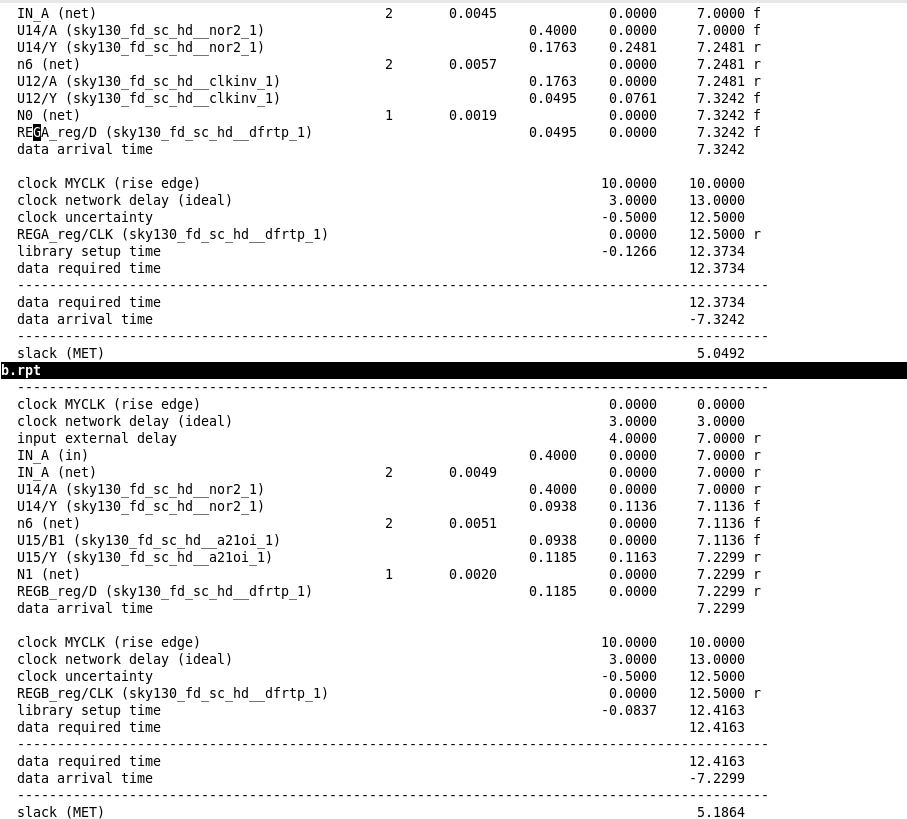 IN_A (net) 2 0.0045 0.0000 7.0000 f
U14/A (sky130_fd_sc_hd__nor2_1) 0.4000 0.0000 7.0000 f
U14/Y (sky130_fd_sc_hd__nor2_1) 0.1763 0.2481 7.2481 r
n6 (net) 2 0.0057 0.0000 7.2481 r
U12/A (sky130_fd_sc_hd__clkinv_1) 0.1763 0.0000 7.2481 r
U12/Y (sky130_fd_sc_hd__clkinv_1) 0.0495 0.0761 7.3242 f
N0 (net) 1 0.0019 0.0000 7.3242 f
REGA_reg/D (sky130_fd_sc_hd__dfrtp_1) 0.0495 0.0000 7.3242 f
data arrival time 7.3242
clock MYCLK (rise edge) 10.0000 10.0000
clock network delay (ideal) 3.0000 13.0000
clock uncertainty -0.5000 12.5000
REGA_reg/CLK (sky130_fd_sc_hd__dfrtp_1) 0.0000 12.5000 r
library setup time -0.1266 12.3734
data required time 12.3734
----------------------------------------------------------------------------------------------
data required time 12.3734
data arrival time -7.3242
----------------------------------------------------------------------------------------------
slack (MET) 5.0492
b.rpt
----------------------------------------------------------------------------------------------
clock MYCLK (rise edge) 0.0000 0.0000
clock network delay (ideal) 3.0000 3.0000
input external delay 4.0000 7.0000 r
IN_A (in) 0.4000 0.0000 7.0000 r
IN_A (net) 2 0.0049 0.0000 7.0000 r
U14/A (sky130_fd_sc_hd__nor2_1) 0.4000 0.0000 7.0000 r
U14/Y (sky130_fd_sc_hd__nor2_1) 0.0938 0.1136 7.1136 f
n6 (net) 2 0.0051 0.0000 7.1136 f
U15/B1 (sky130_fd_sc_hd__a21oi_1) 0.0938 0.0000 7.1136 f
U15/Y (sky130_fd_sc_hd__a21oi_1) 0.1185 0.1163 7.2299 r
N1 (net) 1 0.0020 0.0000 7.2299 r
REGB_reg/D (sky130_fd_sc_hd__dfrtp_1) 0.1185 0.0000 7.2299 r
data arrival time 7.2299
clock MYCLK (rise edge) 10.0000 10.0000
clock network delay (ideal) 3.0000 13.0000
clock uncertainty -0.5000 12.5000
REGB_reg/CLK (sky130_fd_sc_hd__dfrtp_1) 0.0000 12.5000 r
library setup time -0.0837 12.4163
data required time 12.4163
----------------------------------------------------------------------------------------------
data required time 12.4163
data arrival time -7.2299
----------------------------------------------------------------------------------------------
slack (MET) 5.1864